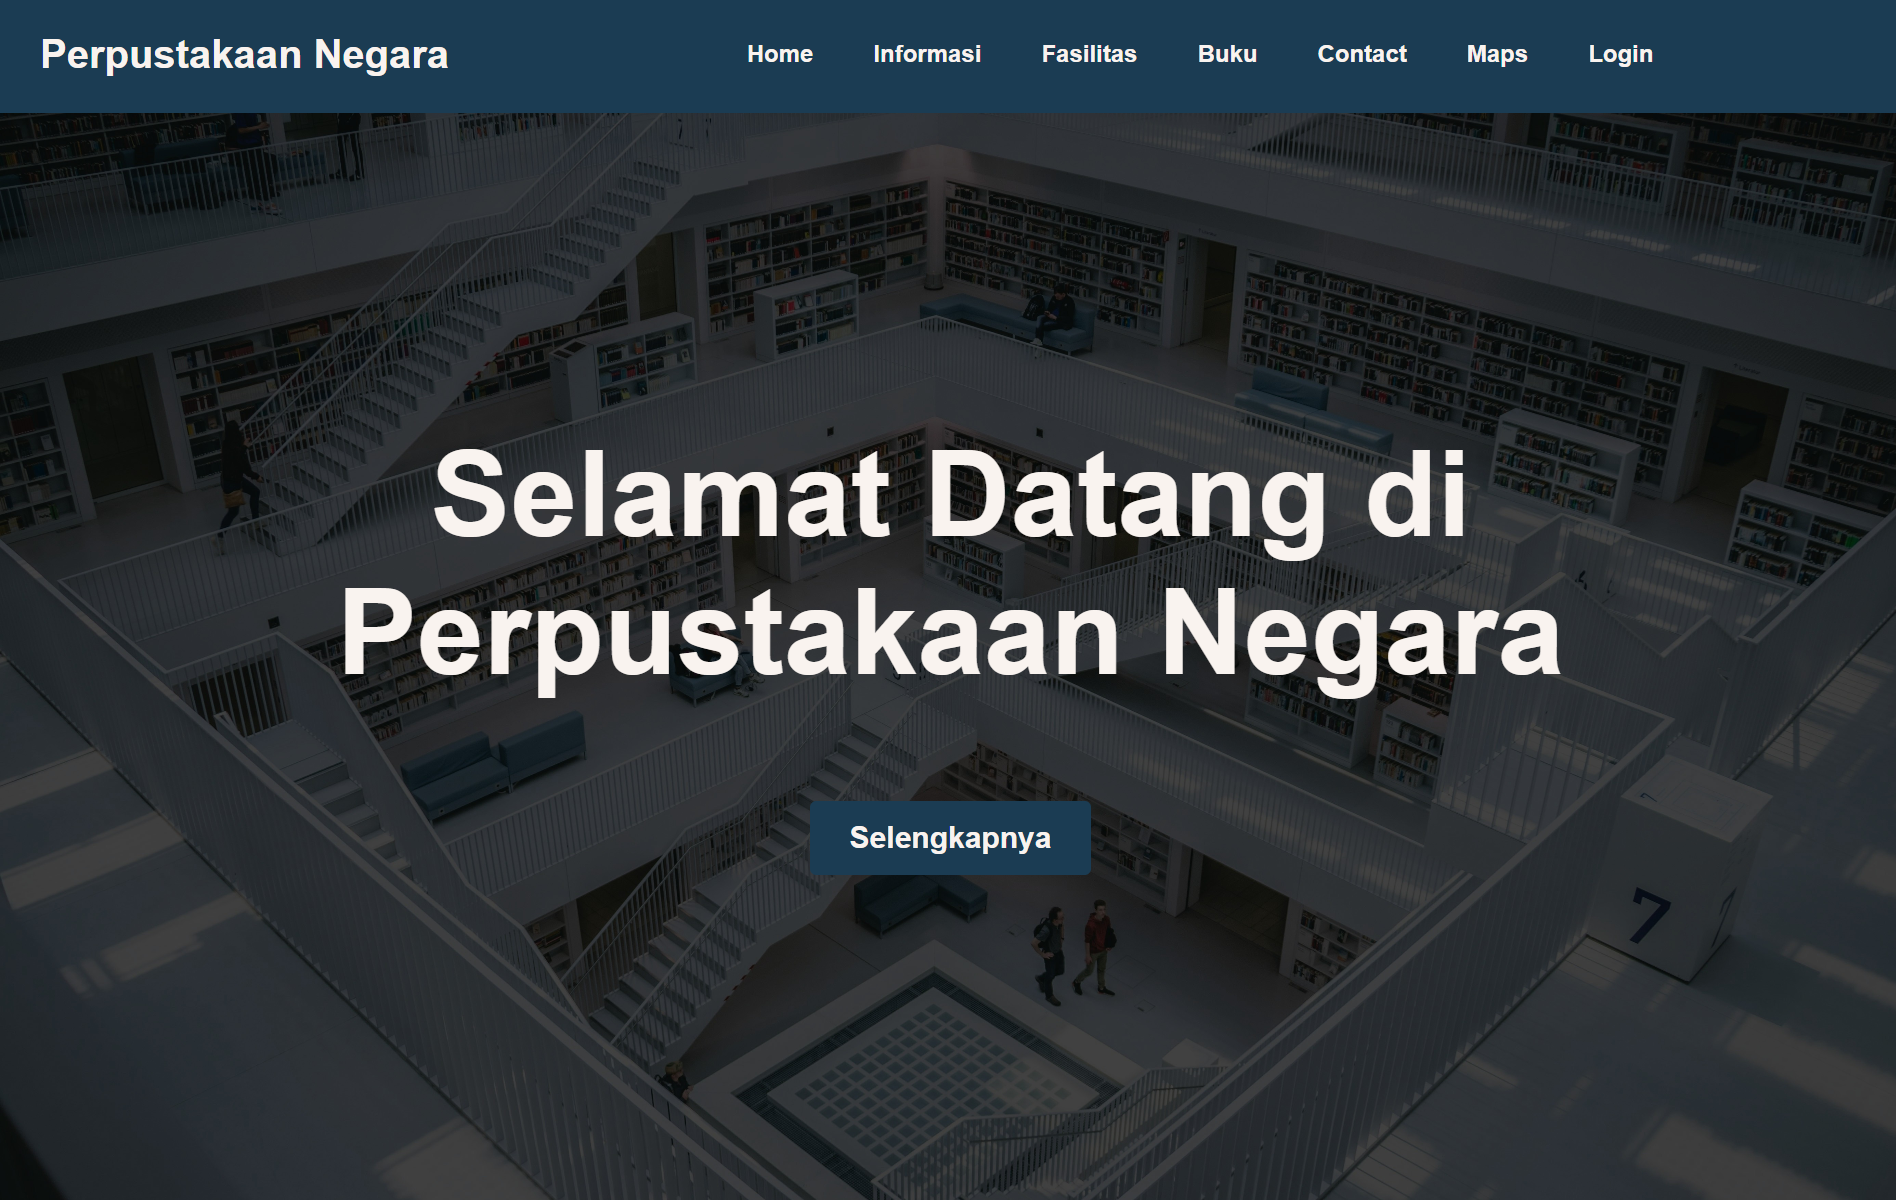 Perpustakaan Negara
Home Informasi Fasilitas Buku Contact Maps Login
Selamat Datang di
Perpustakaan Negara
Selengkapnya
7